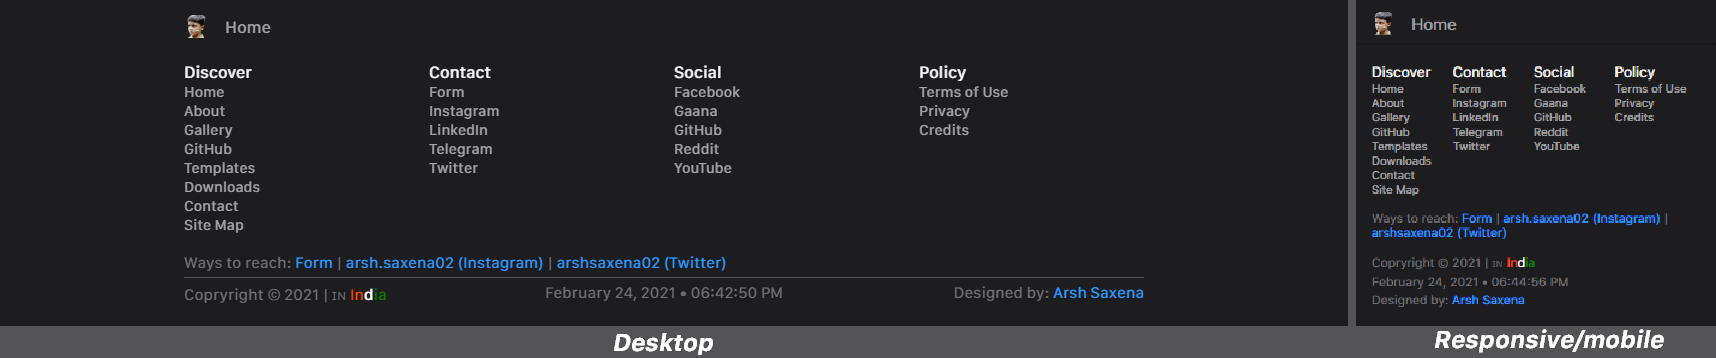 Home
Discover Contact Social Policy
Home Form Facebook Terms of Use
About Instagram Gaana Privacy
Gallery LinkedIn GitHub Credits
GitHub Telegram Reddit
Templates Twitter YouTube
Downloads
Contact
Site Map
Ways to reach: Form | arsh.saxena02 (Instagram) | arshsaxena02 (Twitter)
Copryright © 2021 | IN India February 24, 2021 • 06:42:50 PM Designed by: Arsh Saxena
Desktop
Home
Discover Contact Social Policy
Home Form Facebook Terms of Use
About Instagram Gaana Privacy
Gallery LinkedIn GitHub Credits
GitHub Telegram Reddit
Templates Twitter YouTube
Downloads
Contact
Site Map
Ways to reach: Form | arsh.saxena02 (Instagram) |
arshsaxena02 (Twitter)
Copryright © 2021 | IN India
February 24, 2021 • 06:44:56 PM
Designed by: Arsh Saxena
Responsive/mobile